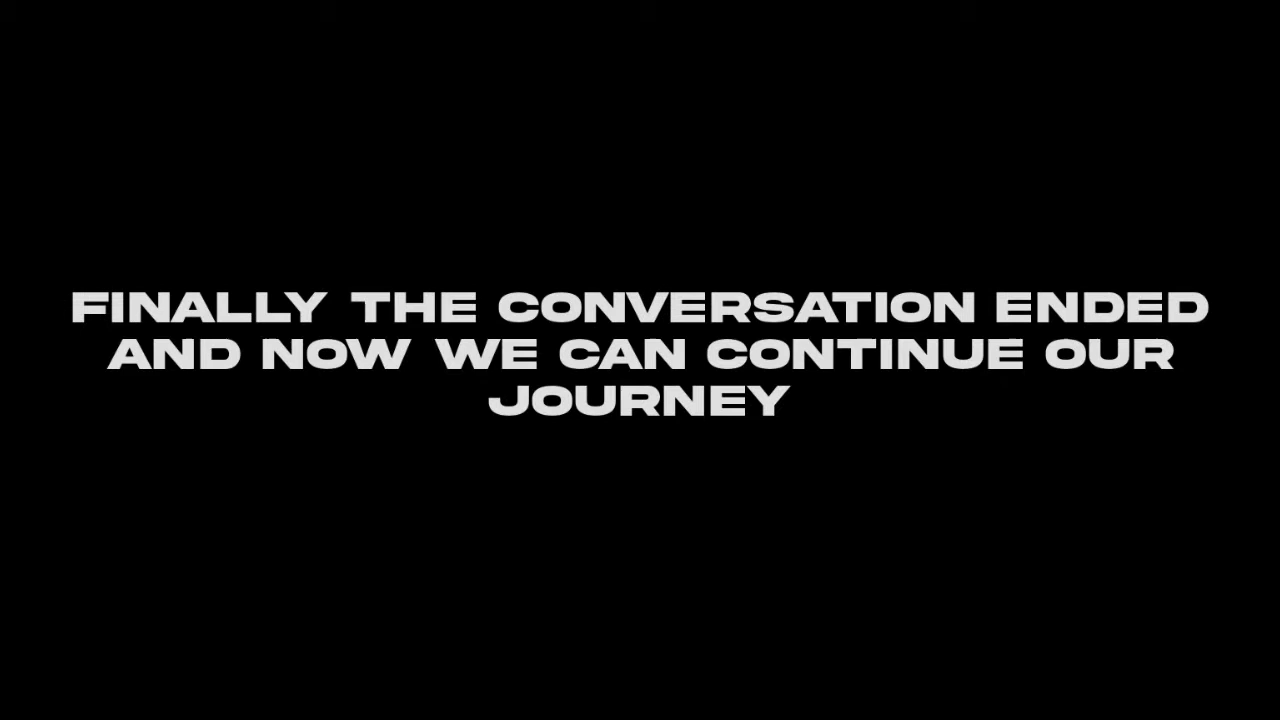 FINALLY THE CONVERSATION ENDED
AND NOW WE CAN CONTINUE OUR
JOURNEY